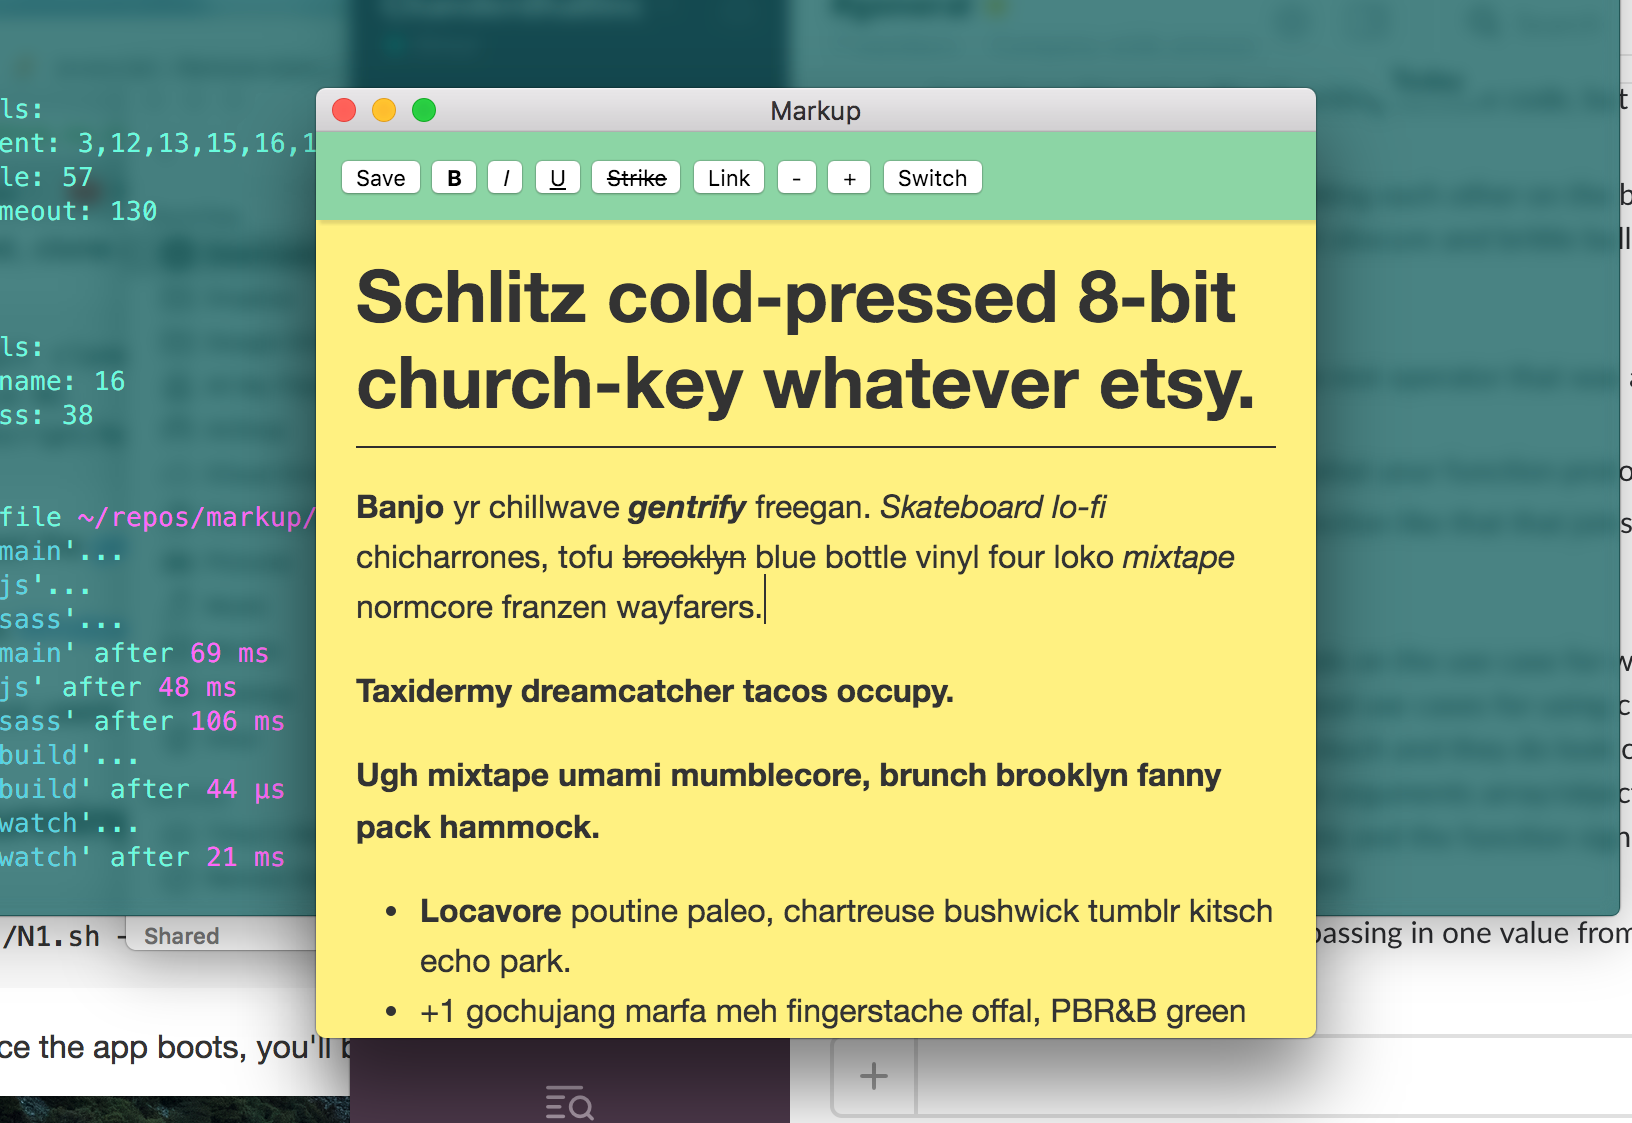 ls:
ent: 3,12,13,15,16,1
le: 57
meout: 130
ls:
name: 16
ss: 38
file ~/repos/markup/
main'...
js'...
sass'...
main' after 69 ms
js' after 48 ms
sass' after 106 ms
build'...
build' after 44 µs
watch'...
watch' after 21 ms
/N1.sh –
Shared
ce the app boots, you'll b
Markup
Save B I U Strike Link - + Switch
Schlitz cold-pressed 8-bit
church-key whatever etsy.
Banjo yr chillwave gentrify freegan. Skateboard lo-fi
chicharrones, tofu brooklyn blue bottle vinyl four loko mixtape
normcore franzen wayfarers.
Taxidermy dreamcatcher tacos occupy.
Ugh mixtape umami mumblecore, brunch brooklyn fanny
pack hammock.
• Locavore poutine paleo, chartreuse bushwick tumblr kitsch
echo park.
• +1 gochujang marfa meh fingerstache offal, PBR&B green
passing in one value from
+